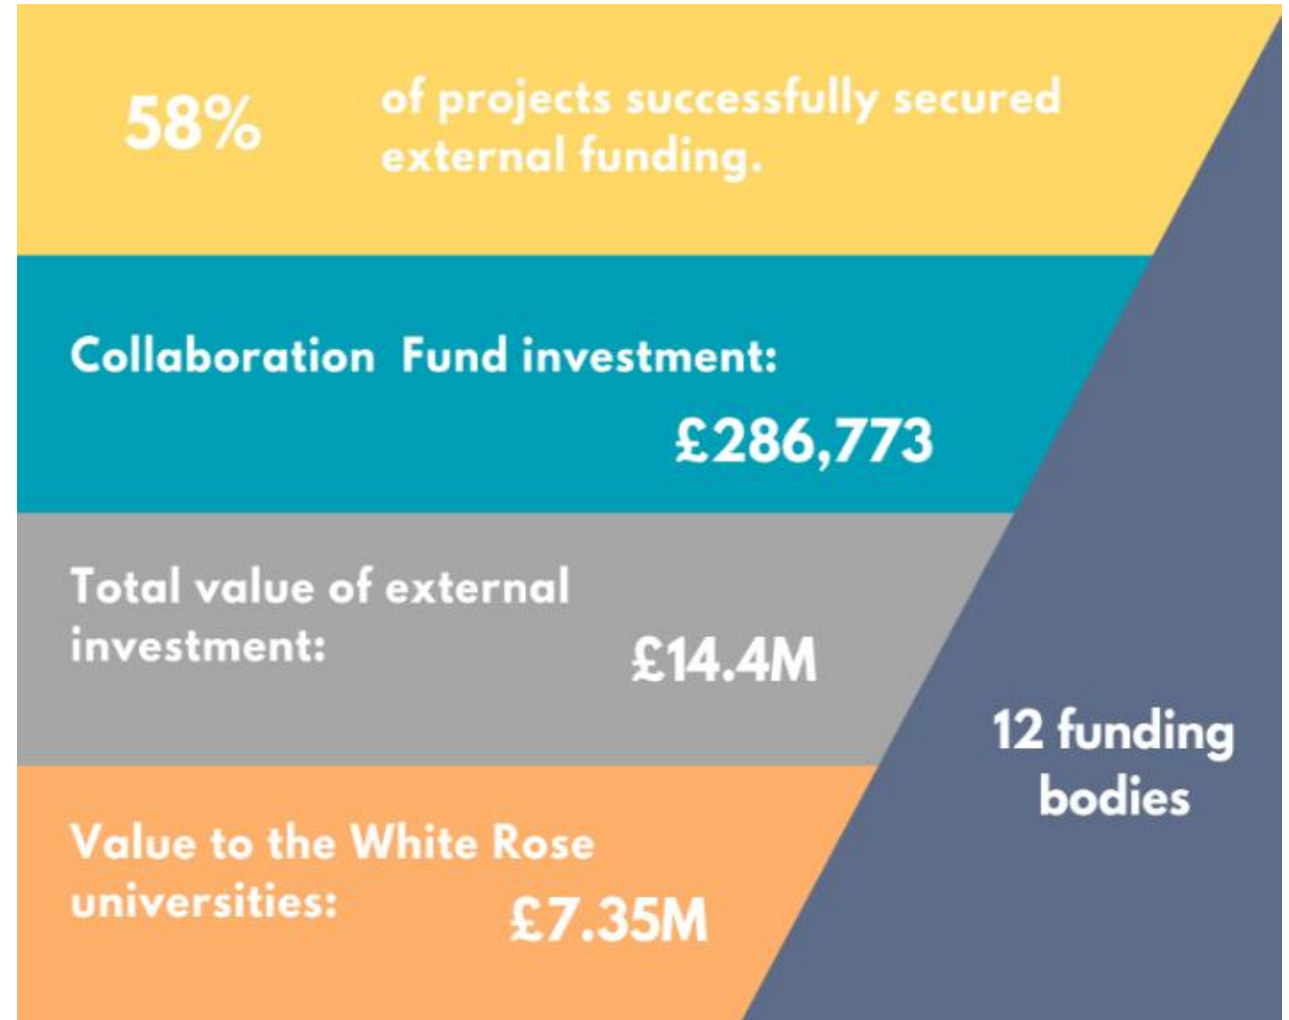 58%
of projects successfully secured
external funding.
Collaboration Fund investment:
£286,773
Total value of external
investment:
£14.4M
12 funding
bodies
Value to the White Rose
universities:
£7.35M